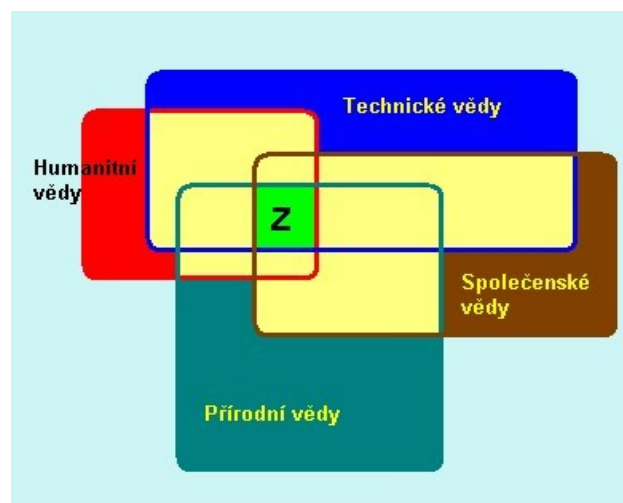 Technické vědy
Humanitní
vědy
Z
Společenské
vědy
Přírodní vědy